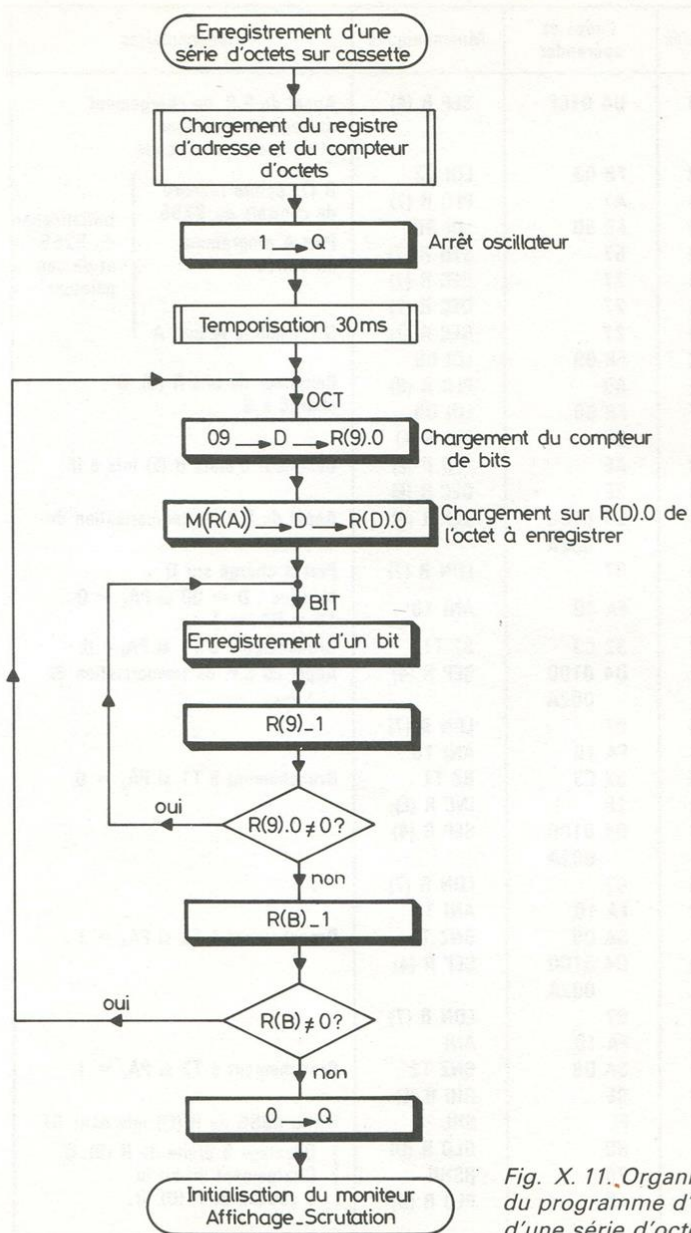 Enregistrement d'une
série d'octets sur cassette
Chargement du registre
d'adresse et du compteur
d'octets
1 → Q
Arrêt oscillateur
Temporisation 30ms
OCT
09 → D → R(9).0
Chargement du compteur
de bits
M(R(A)) → D → R(D).0
Chargement sur R(D).0 de
l'octet à enregistrer
BIT
Enregistrement d'un bit
R(9)_1
oui
R(9).0≠0?
non
R(B)_1
oui
R(B)≠0?
non
0 → Q
Initialisation du moniteur
Affichage_Scrutation
Fig. X. 11.
du programme d'
d'une série d'octe